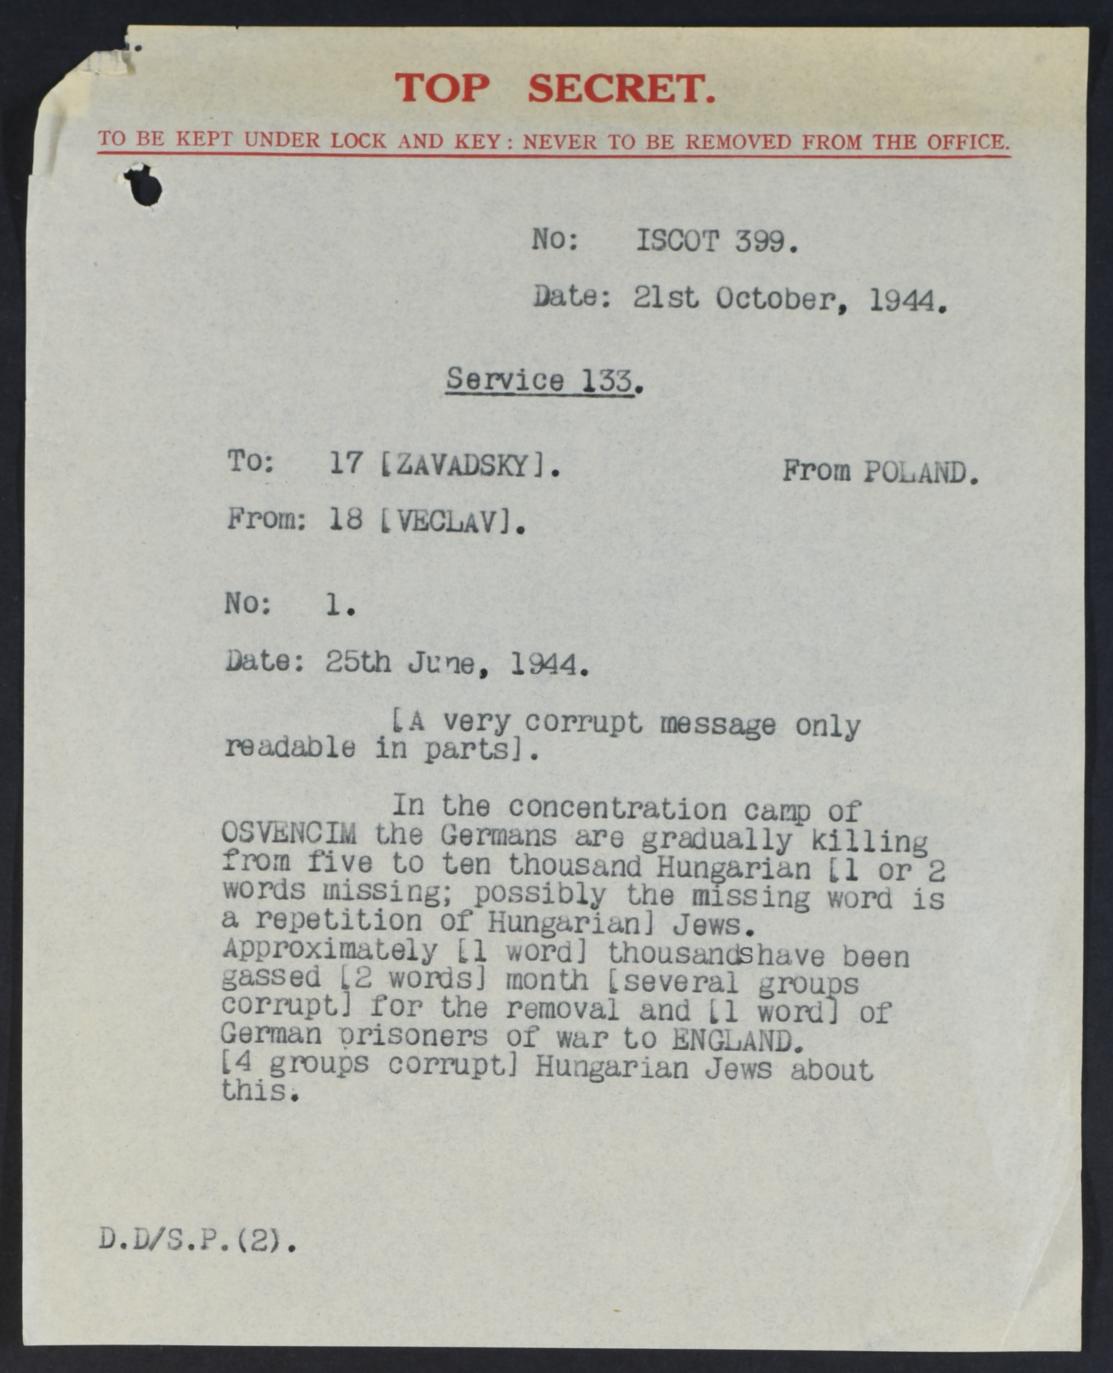 TOP SECRET.
TO BE KEPT UNDER LOCK AND KEY: NEVER TO BE REMOVED FROM THE OFFICE.
No: ISCOT 399.
Date: 21st October, 1944.
Service 133.
To: 17 [ZAVADSKY]. From POLAND.
From: 18 [VECLAV].
No: 1.
Date: 25th June, 1944.
[A very corrupt message only
readable in parts].
In the concentration camp of
OSVENCIM the Germans are gradually killing
from five to ten thousand Hungarian [1 or 2
words missing; possibly the missing word is
a repetition of Hungarian] Jews.
Approximately [1 word] thousandshave been
gassed [2 words] month [several groups
corrupt] for the removal and [1 word] of
German prisoners of war to ENGLAND.
[4 groups corrupt] Hungarian Jews about
this.
D.D/S.P.(2).